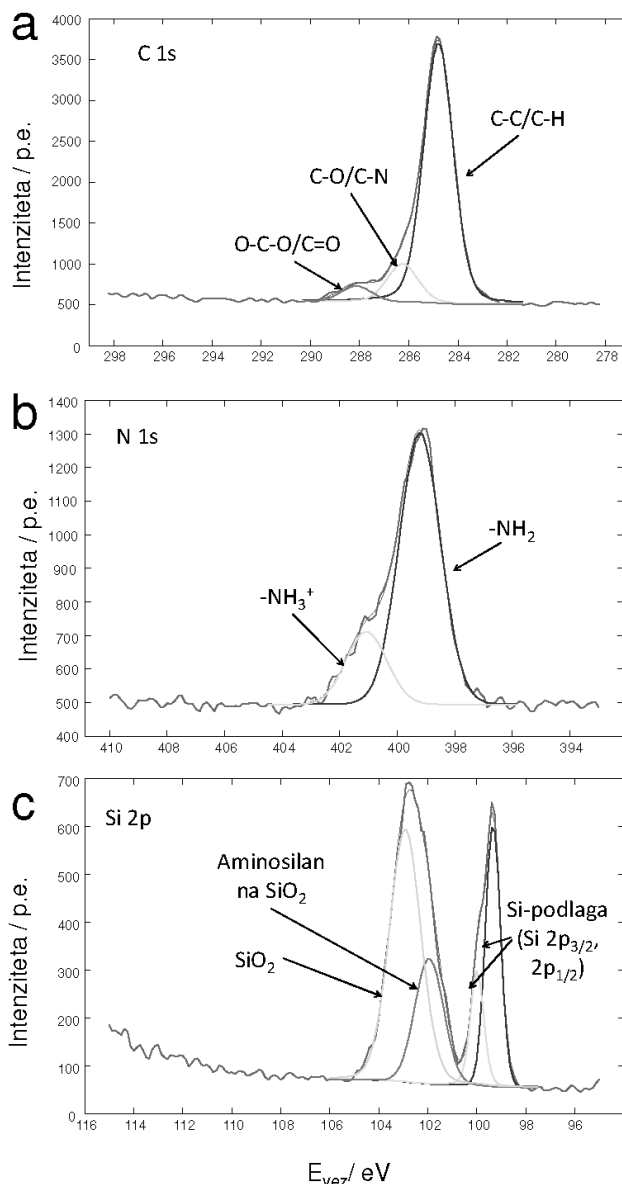 a
C 1s
4000
3500
3000
2500
2000
1500
1000
500
0
Intenziteta / p.e.
C-C/C-H
C-O/C-N
O-C-O/C=O
298 296 294 292 290 288 286 284 282 280 278
b
N 1s
1400
1300
1200
1100
1000
900
800
700
600
500
400
Intenziteta / p.e.
-NH2
-NH3+
410 408 406 404 402 400 398 396 394
c
Si 2p
700
600
500
400
300
200
100
0
Intenziteta / p.e.
Aminosilan
na SiO2
SiO2
Si-podlaga
(Si 2p3/2,
2p1/2)
116 114 112 110 108 106 104 102 100 98 96
Evez/ eV